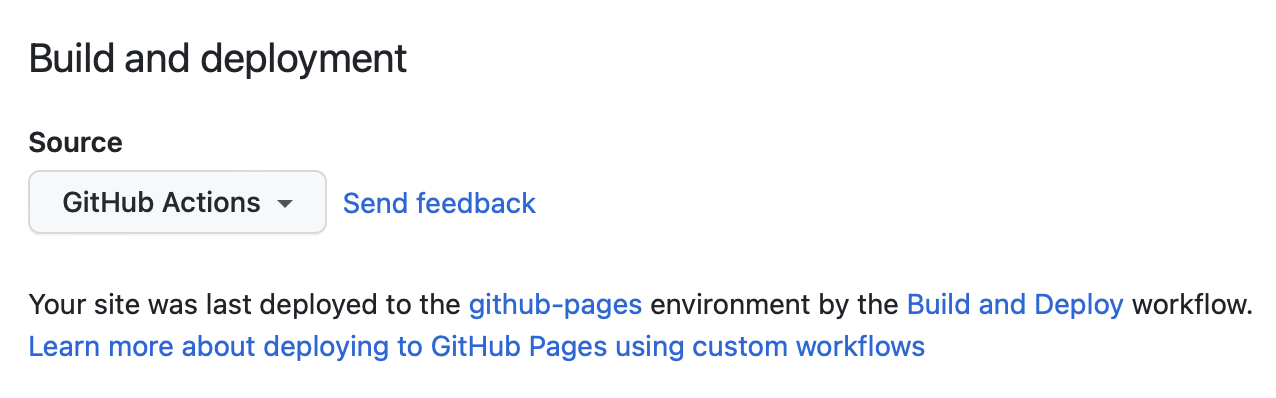 Build and deployment
Source
GitHub Actions
Send feedback
Your site was last deployed to the github-pages environment by the Build and Deploy workflow.
Learn more about deploying to GitHub Pages using custom workflows